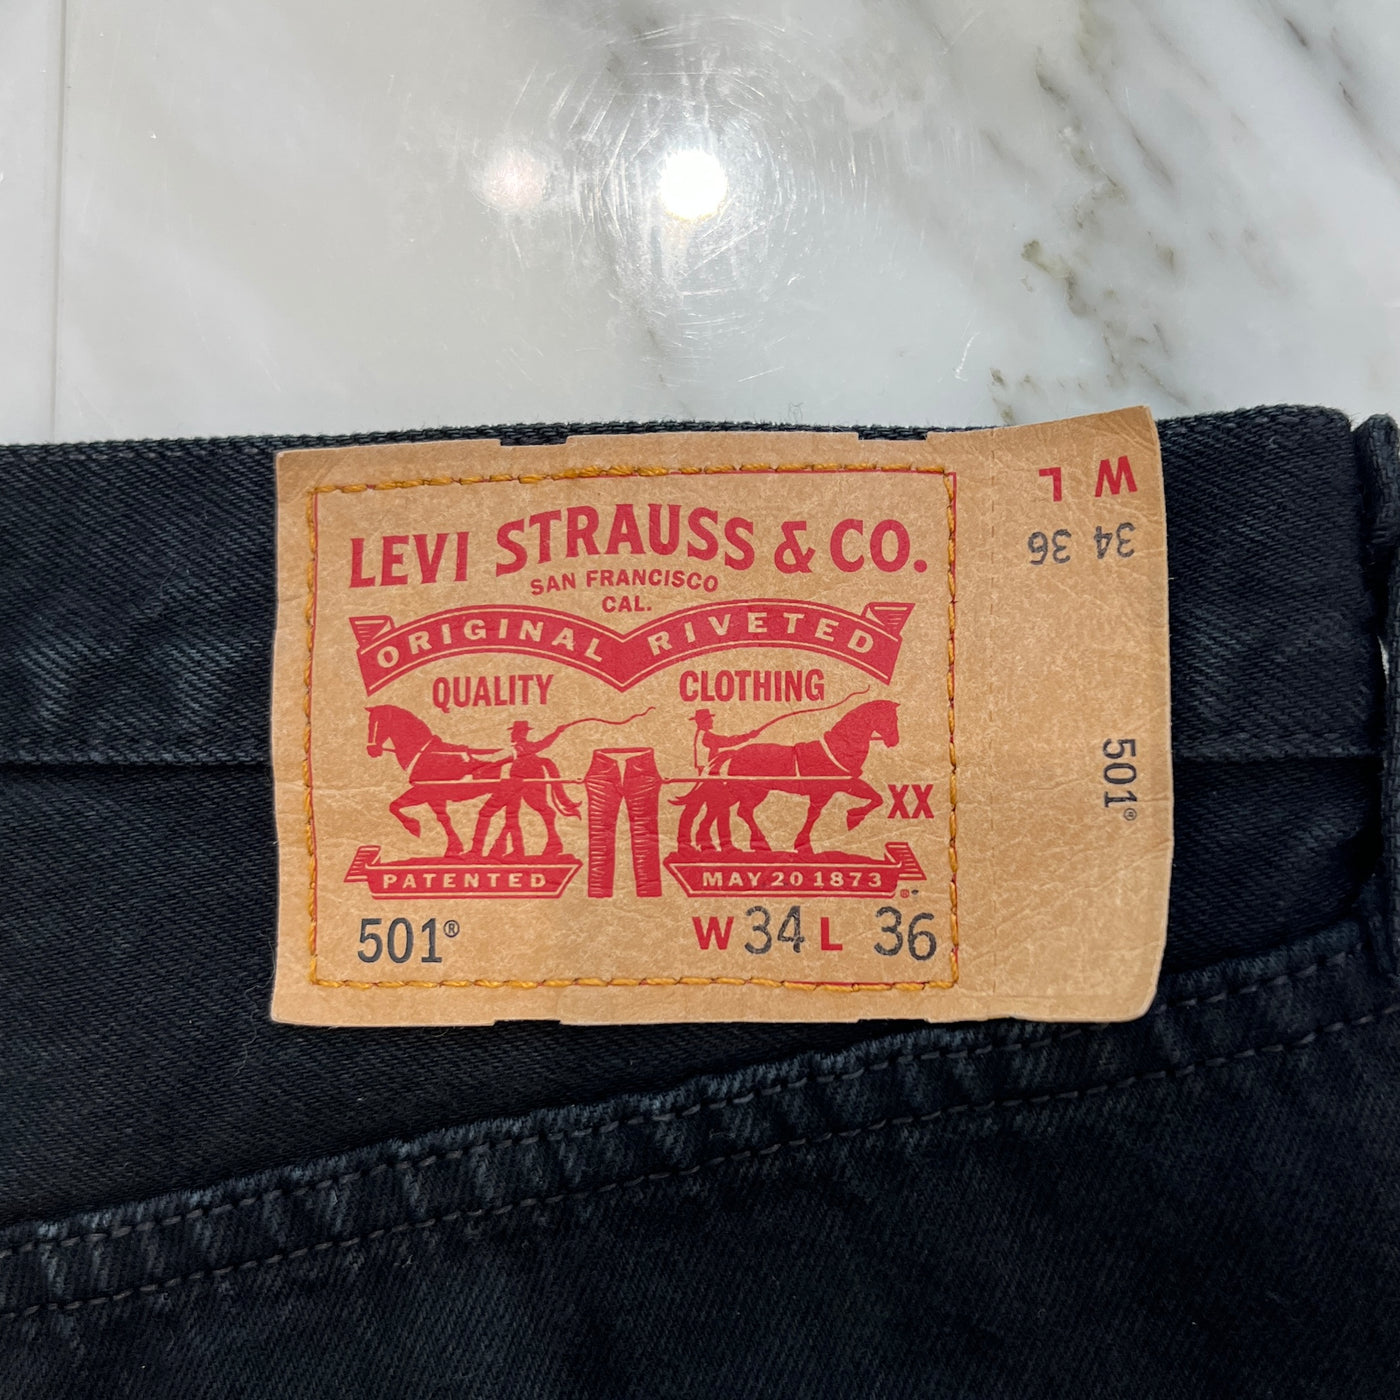 LEVI STRAUSS & CO.
SAN FRANCISCO
CAL.
ORIGINAL RIVETED
QUALITY CLOTHING
XX
PATENTED MAY 20 1873
®
501® W 34 L 36
W L
34 36
501®